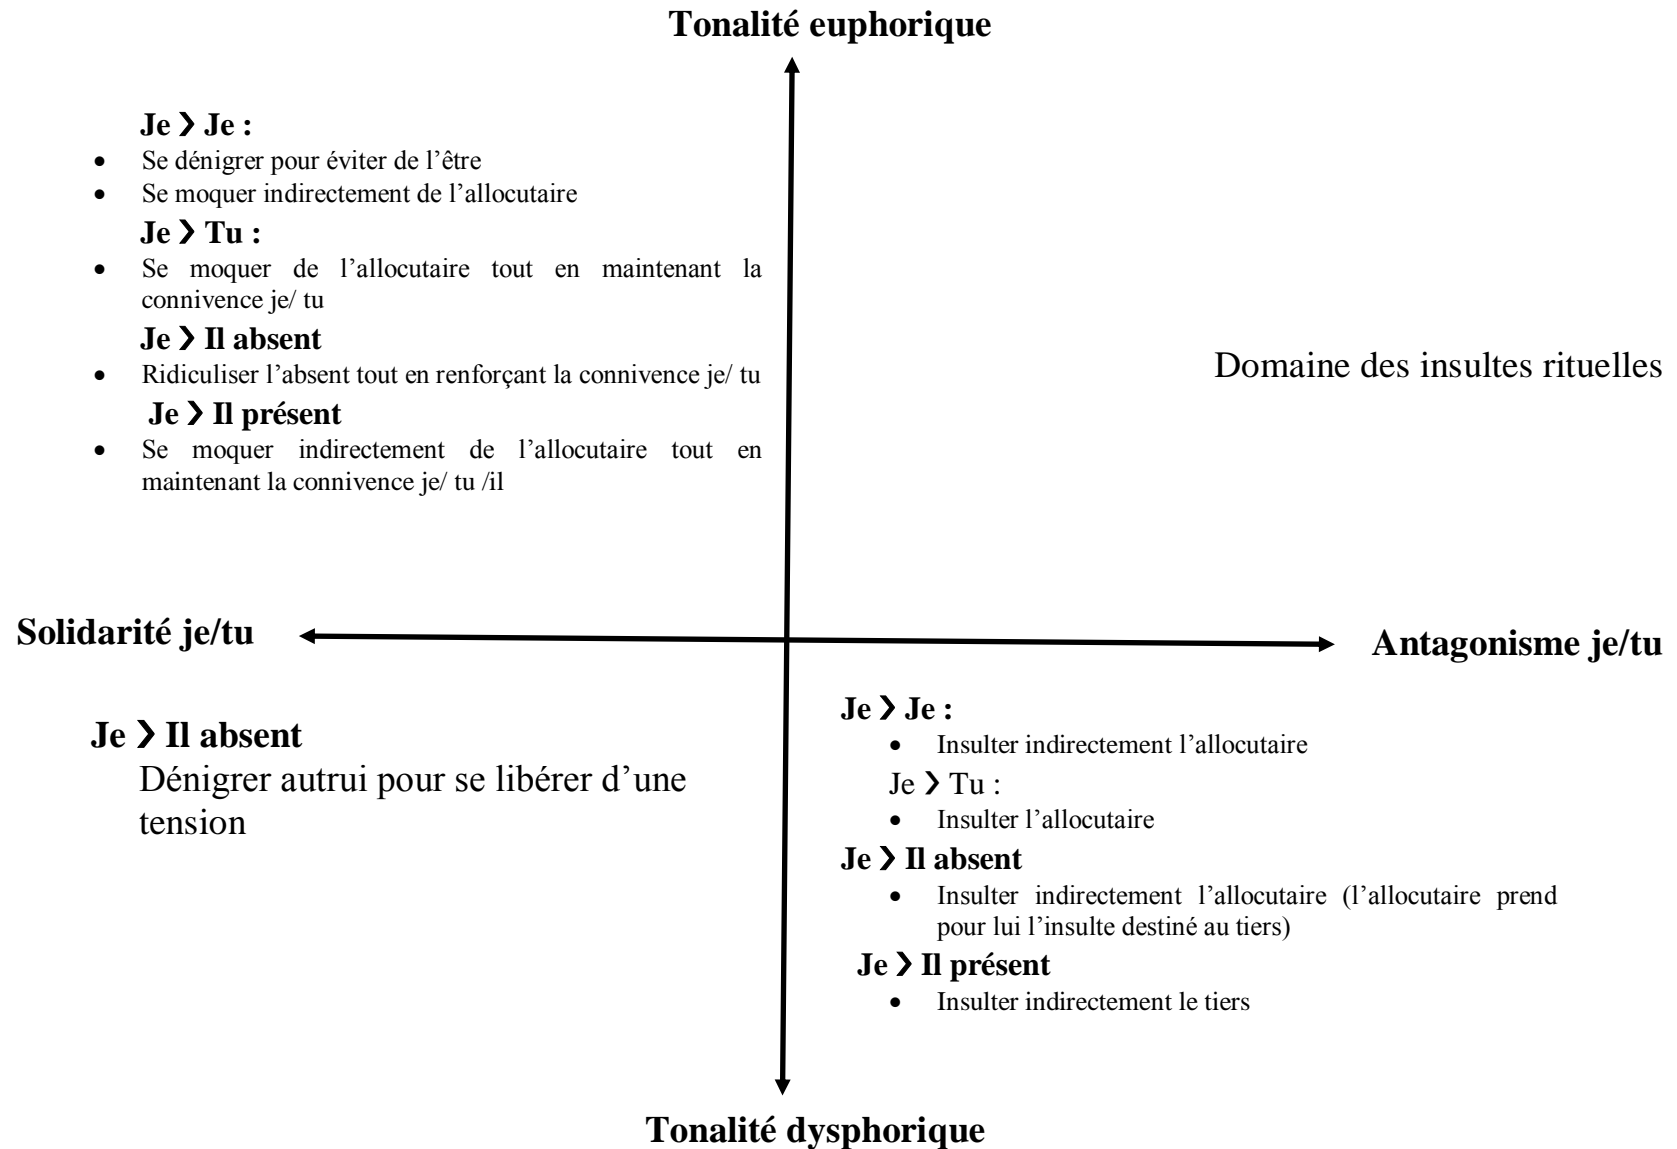 Tonalité euphorique
Je ❯ Je :
• Se dénigrer pour éviter de l’être
• Se moquer indirectement de l’allocutaire
Je ❯ Tu :
• Se moquer de l’allocutaire tout en maintenant la
connivence je/ tu
Je ❯ Il absent
• Ridiculiser l’absent tout en renforçant la connivence je/ tu
Je ❯ Il présent
• Se moquer indirectement de l’allocutaire tout en
maintenant la connivence je/ tu /il
Domaine des insultes rituelles
Solidarité je/tu
Antagonisme je/tu
Je ❯ Il absent
Dénigrer autrui pour se libérer d’une
tension
Je ❯ Je :
• Insulter indirectement l’allocutaire
Je ❯ Tu :
• Insulter l’allocutaire
Je ❯ Il absent
• Insulter indirectement l’allocutaire (l’allocutaire prend
pour lui l’insulte destiné au tiers)
Je ❯ Il présent
• Insulter indirectement le tiers
Tonalité dysphorique